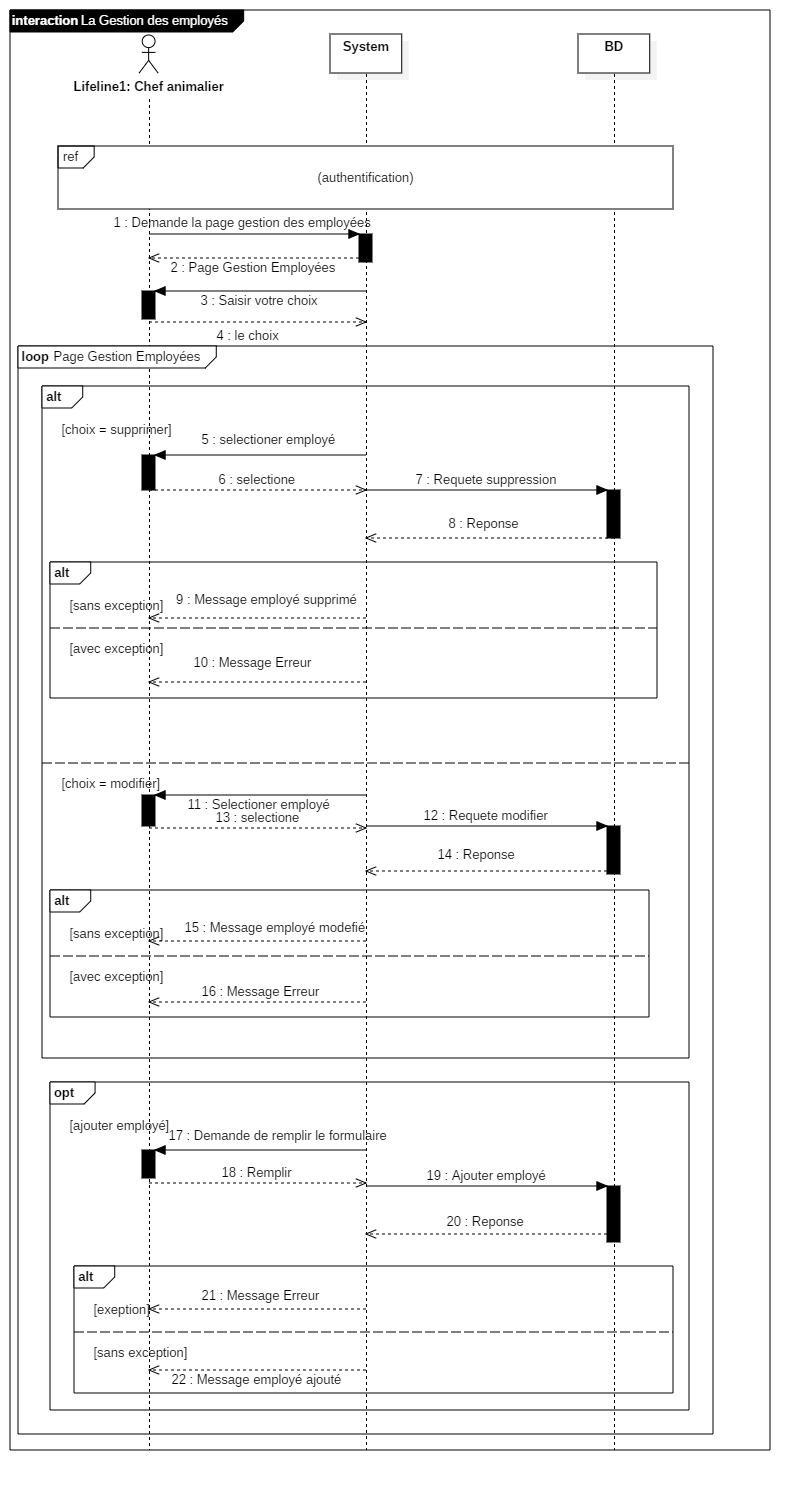 interaction La Gestion des employés
System
BD
Lifeline1: Chef animalier
ref
(authentification)
1 : Demande la page gestion des employées
2 : Page Gestion Employées
3 : Saisir votre choix
4 : le choix
loop Page Gestion Employées
alt
[choix = supprimer]
5 : selectioner employé
6 : selectione
7 : Requete suppression
8 : Reponse
alt
[sans exception]
9 : Message employé supprimé
[avec exception]
10 : Message Erreur
[choix = modifier]
11 : Selectioner employé
13 : selectione
12 : Requete modifier
14 : Reponse
alt
[sans exception]
15 : Message employé modefié
[avec exception]
16 : Message Erreur
opt
[ajouter employé]
17 : Demande de remplir le formulaire
18 : Remplir
19 : Ajouter employé
20 : Reponse
alt
21 : Message Erreur
[exeption]
[sans exception]
22 : Message employé ajouté